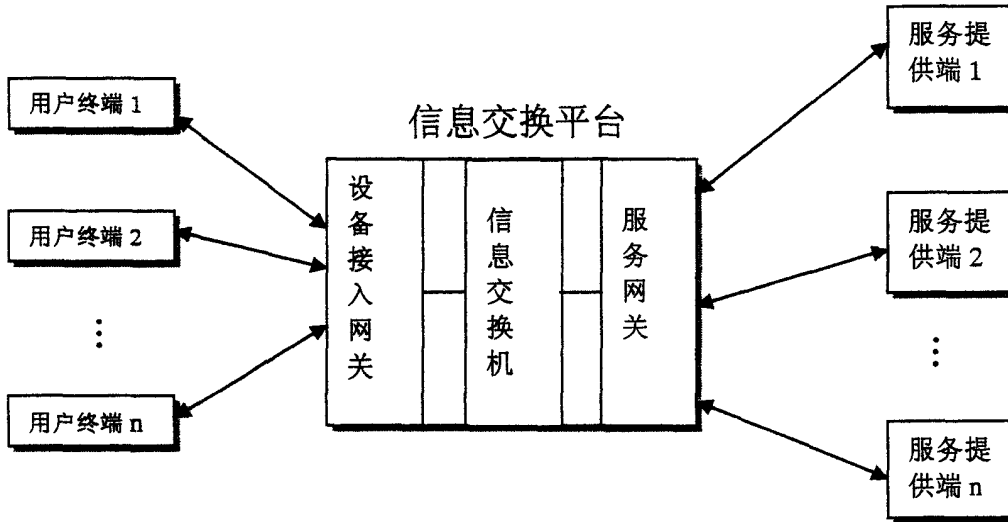 信息交换平台
用户终端 1
用户终端 2
⋮
用户终端 n
设备接入网关
信息交换机
服务网关
服务提
供端 1
服务提
供端 2
⋮
服务提
供端 n